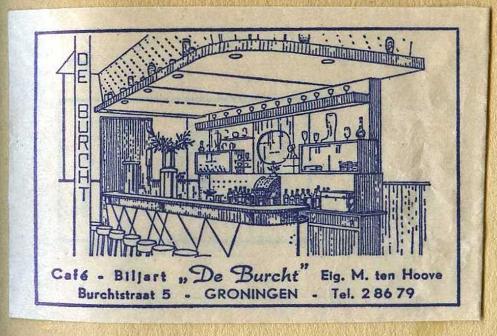 DE BURCHT
Café - Biljart „De Burcht" Eig. M. ten Hoove
Burchtstraat 5 - GRONINGEN - Tel. 28679